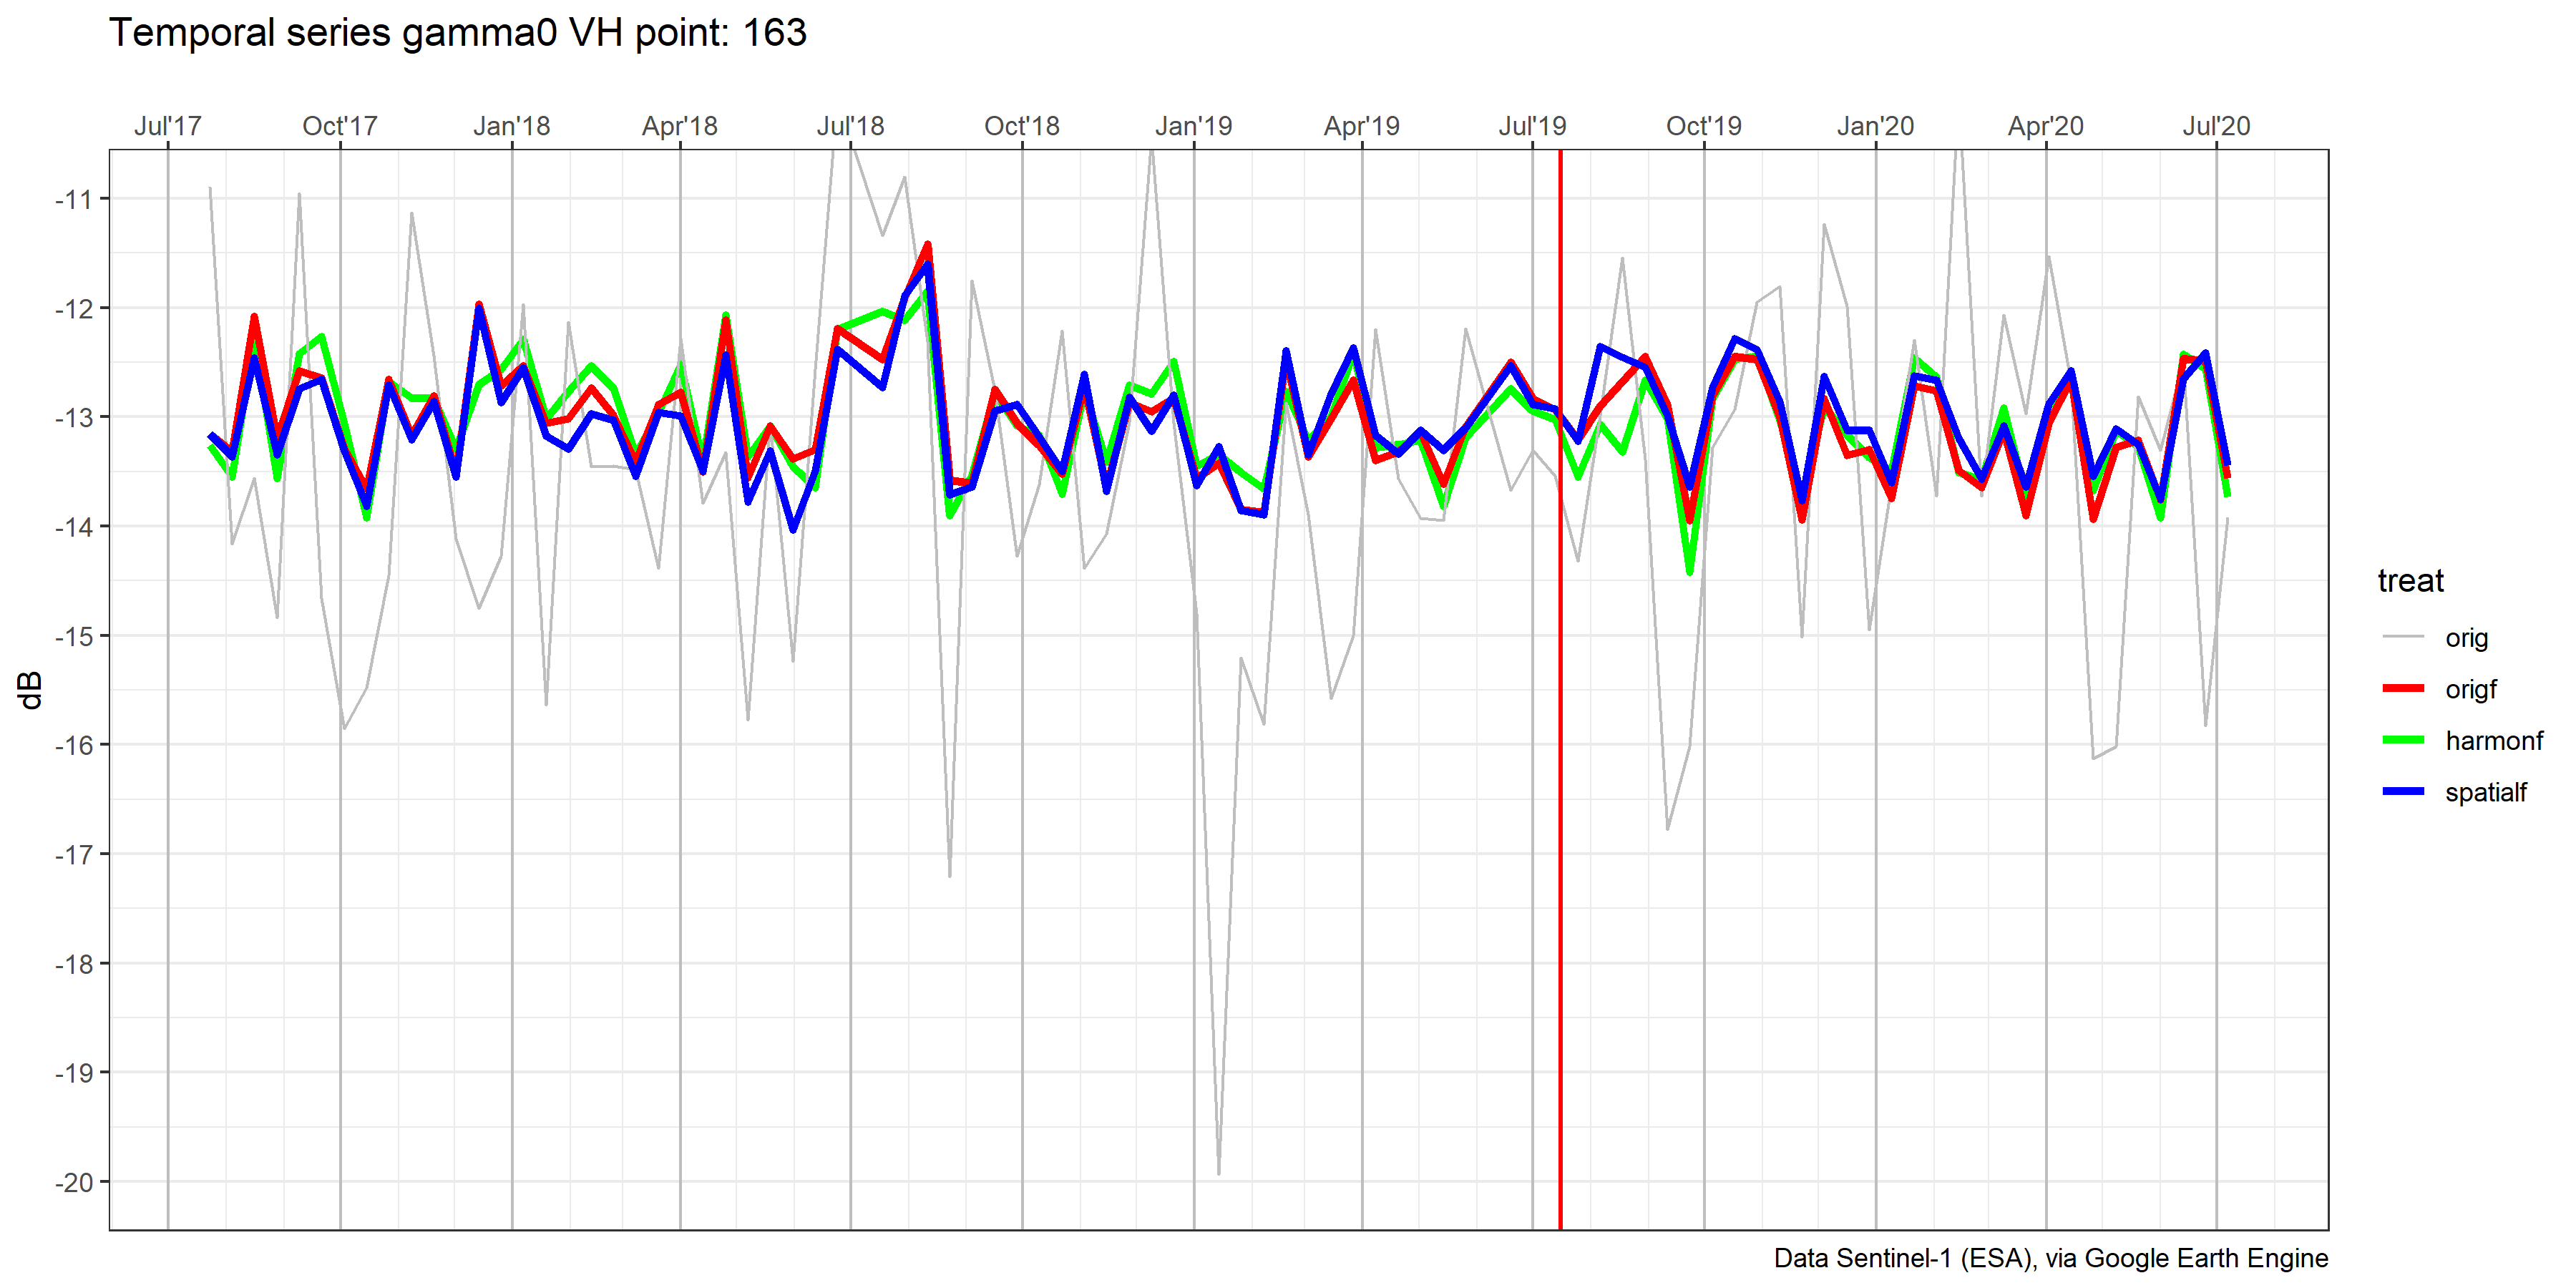 Temporal series gamma0 VH point: 163
Jul'17 Oct'17 Jan'18 Apr'18 Jul'18 Oct'18 Jan'19 Apr'19 Jul'19 Oct'19 Jan'20 Apr'20 Jul'20
-11
-12
-13
-14
-15
-16
-17
-18
-19
-20
dB
treat
orig
origf
harmonf
spatialf
Data Sentinel-1 (ESA), via Google Earth Engine